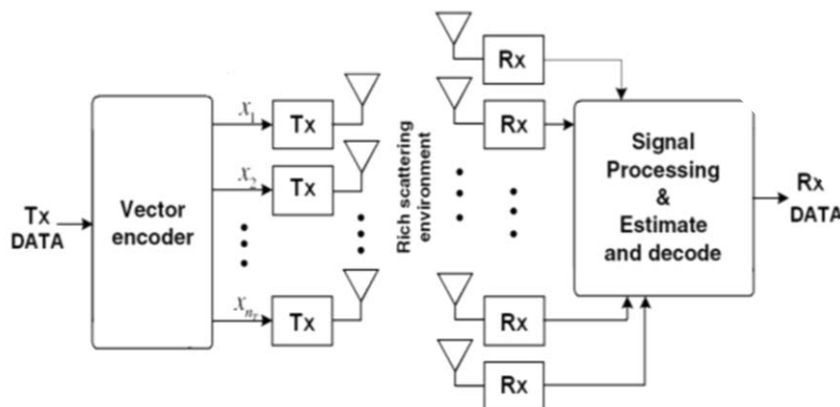 Tx
DATA
Vector
encoder
x₁
Tx
x₂
Tx
xₙT
Tx
Rich scattering
environment
Rx
Rx
Rx
Rx
Signal
Processing
&
Estimate
and decode
Rx
DATA